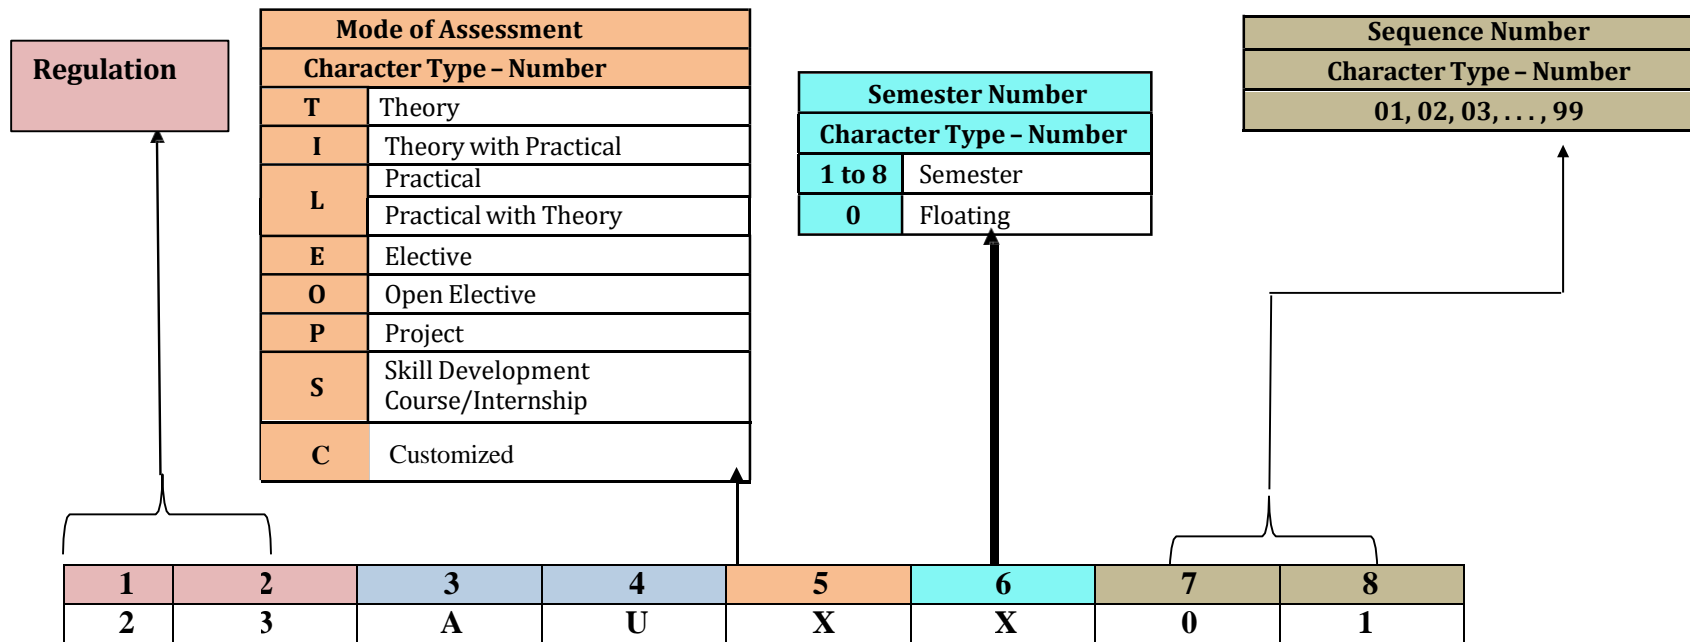 Regulation
Mode of Assessment
Character Type – Number
T Theory
I Theory with Practical
L Practical
Practical with Theory
E Elective
O Open Elective
P Project
S Skill Development
Course/Internship
C Customized
Semester Number
Character Type – Number
1 to 8 Semester
0 Floating
Sequence Number
Character Type – Number
01, 02, 03, . . . , 99
1 2 3 4 5 6 7 8
2 3 A U X X 0 1